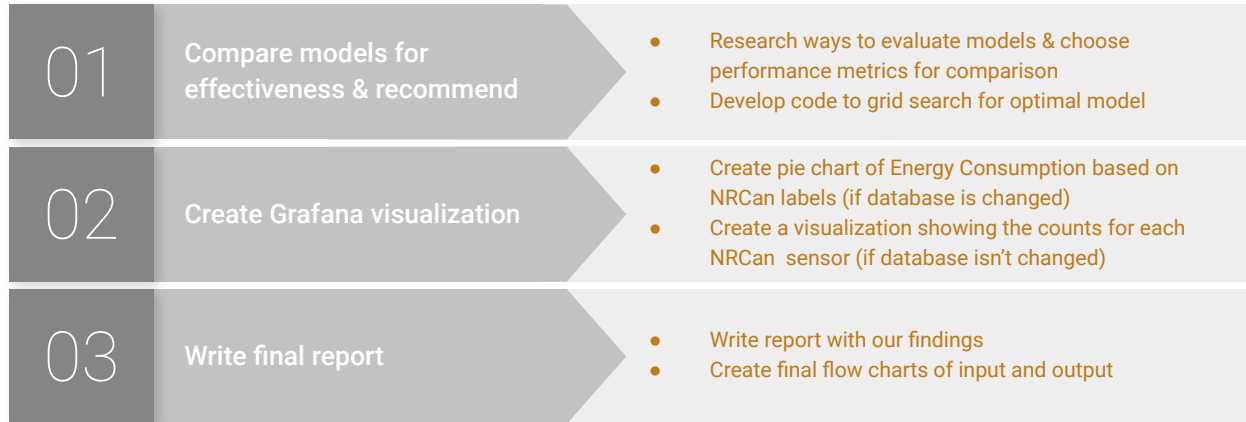 01
Compare models for
effectiveness & recommend
● Research ways to evaluate models & choose
performance metrics for comparison
● Develop code to grid search for optimal model
02
Create Grafana visualization
● Create pie chart of Energy Consumption based on
NRCan labels (if database is changed)
● Create a visualization showing the counts for each
NRCan  sensor (if database isn’t changed)
03
Write final report
● Write report with our findings
● Create final flow charts of input and output